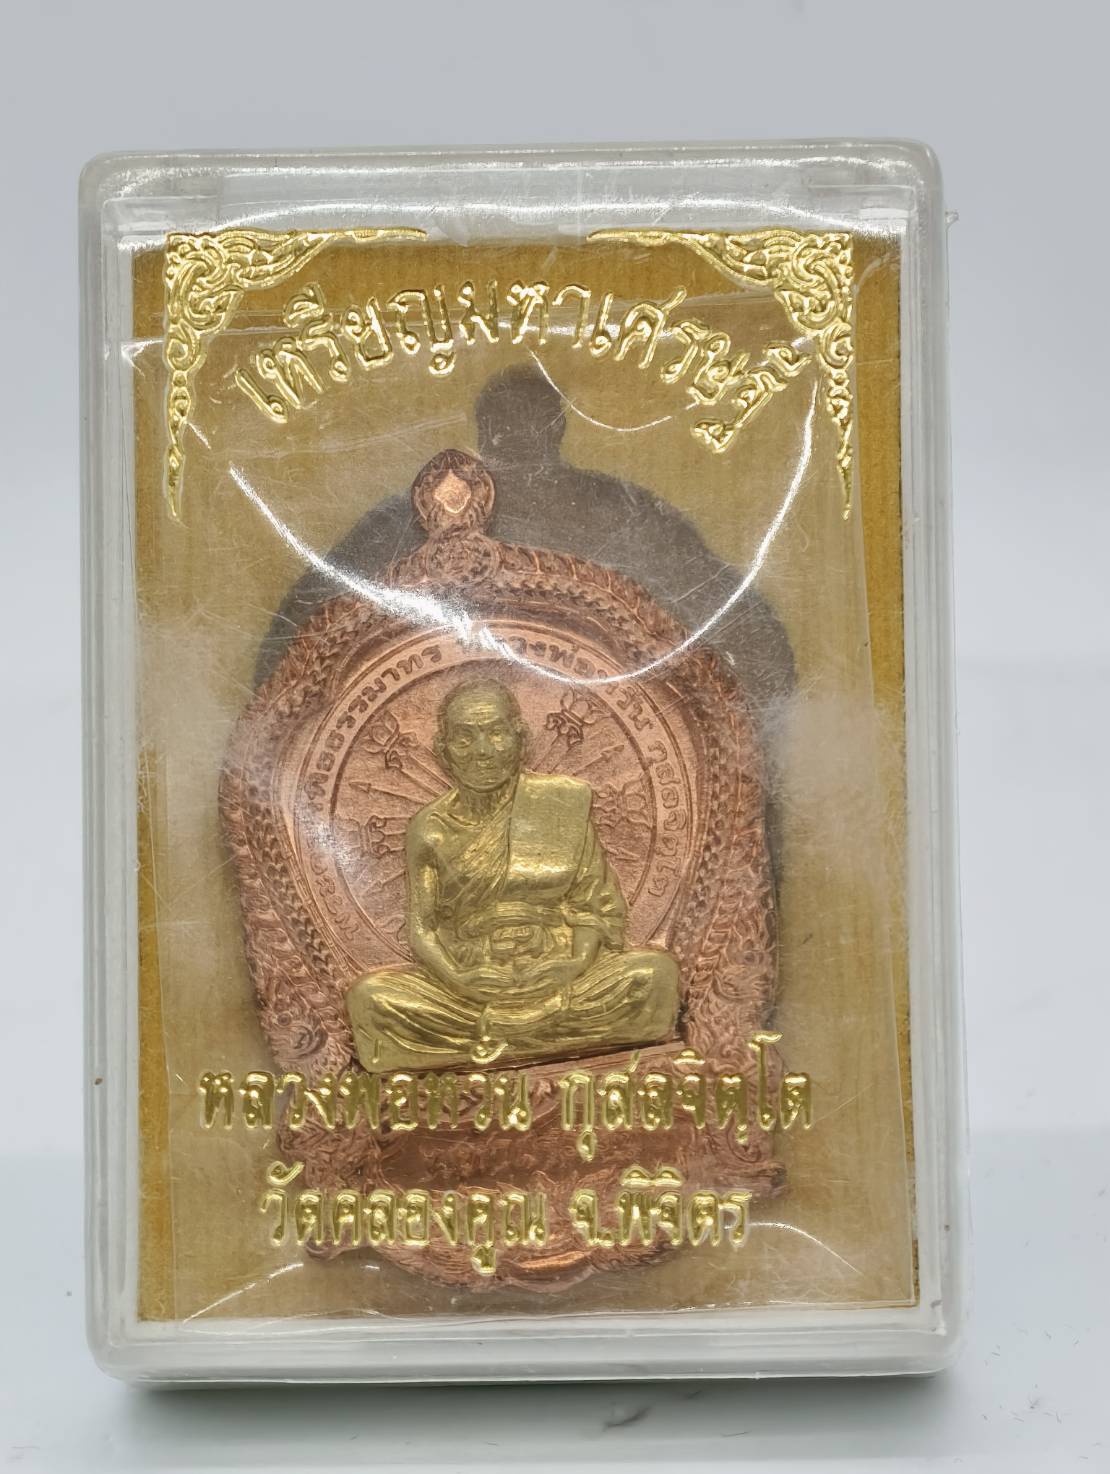 เหรียญมหาเศรษฐี
หลวงพ่อหวั่น กุสลจิตฺโต
วัดคลองคูณ จ.พิจิตร